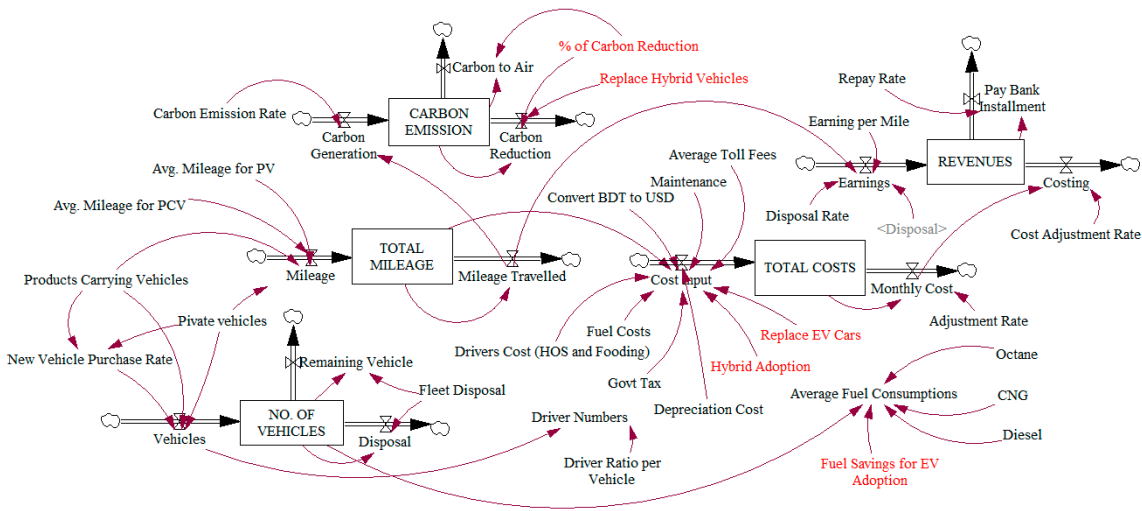 % of Carbon Reduction
Carbon to Air
Replace Hybrid Vehicles
Carbon Emission Rate
CARBON
EMISSION
Carbon
Generation
Carbon
Reduction
Repay Rate
Pay Bank
Installment
Earning per Mile
REVENUES
Earnings
Costing
Disposal Rate
<Disposal>
Cost Adjustment Rate
Avg. Mileage for PV
Avg. Mileage for PCV
Average Toll Fees
Maintenance
Convert BDT to USD
TOTAL
MILEAGE
Mileage
Mileage Travelled
Products Carrying Vehicles
Pivate vehicles
New Vehicle Purchase Rate
TOTAL COSTS
Cost Input
Monthly Cost
Fuel Costs
Replace EV Cars
Adjustment Rate
Drivers Cost (HOS and Fooding)
Hybrid Adoption
Govt Tax
Depreciation Cost
Remaining Vehicle
Fleet Disposal
NO. OF
VEHICLES
Vehicles
Disposal
Driver Numbers
Driver Ratio per
Vehicle
Octane
Average Fuel Consumptions
CNG
Diesel
Fuel Savings for EV
Adoption